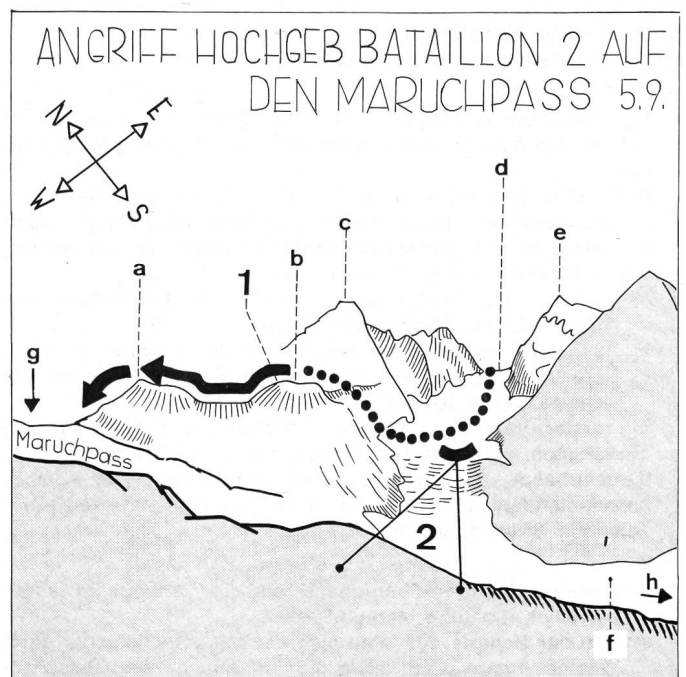 ANGRIFF HOCHGEB BATAILLON 2 AUF
DEN MARUCHPASS 5.9.
N E
W S
d
c e
b
1
a
g
Maruchpass
2
h
f